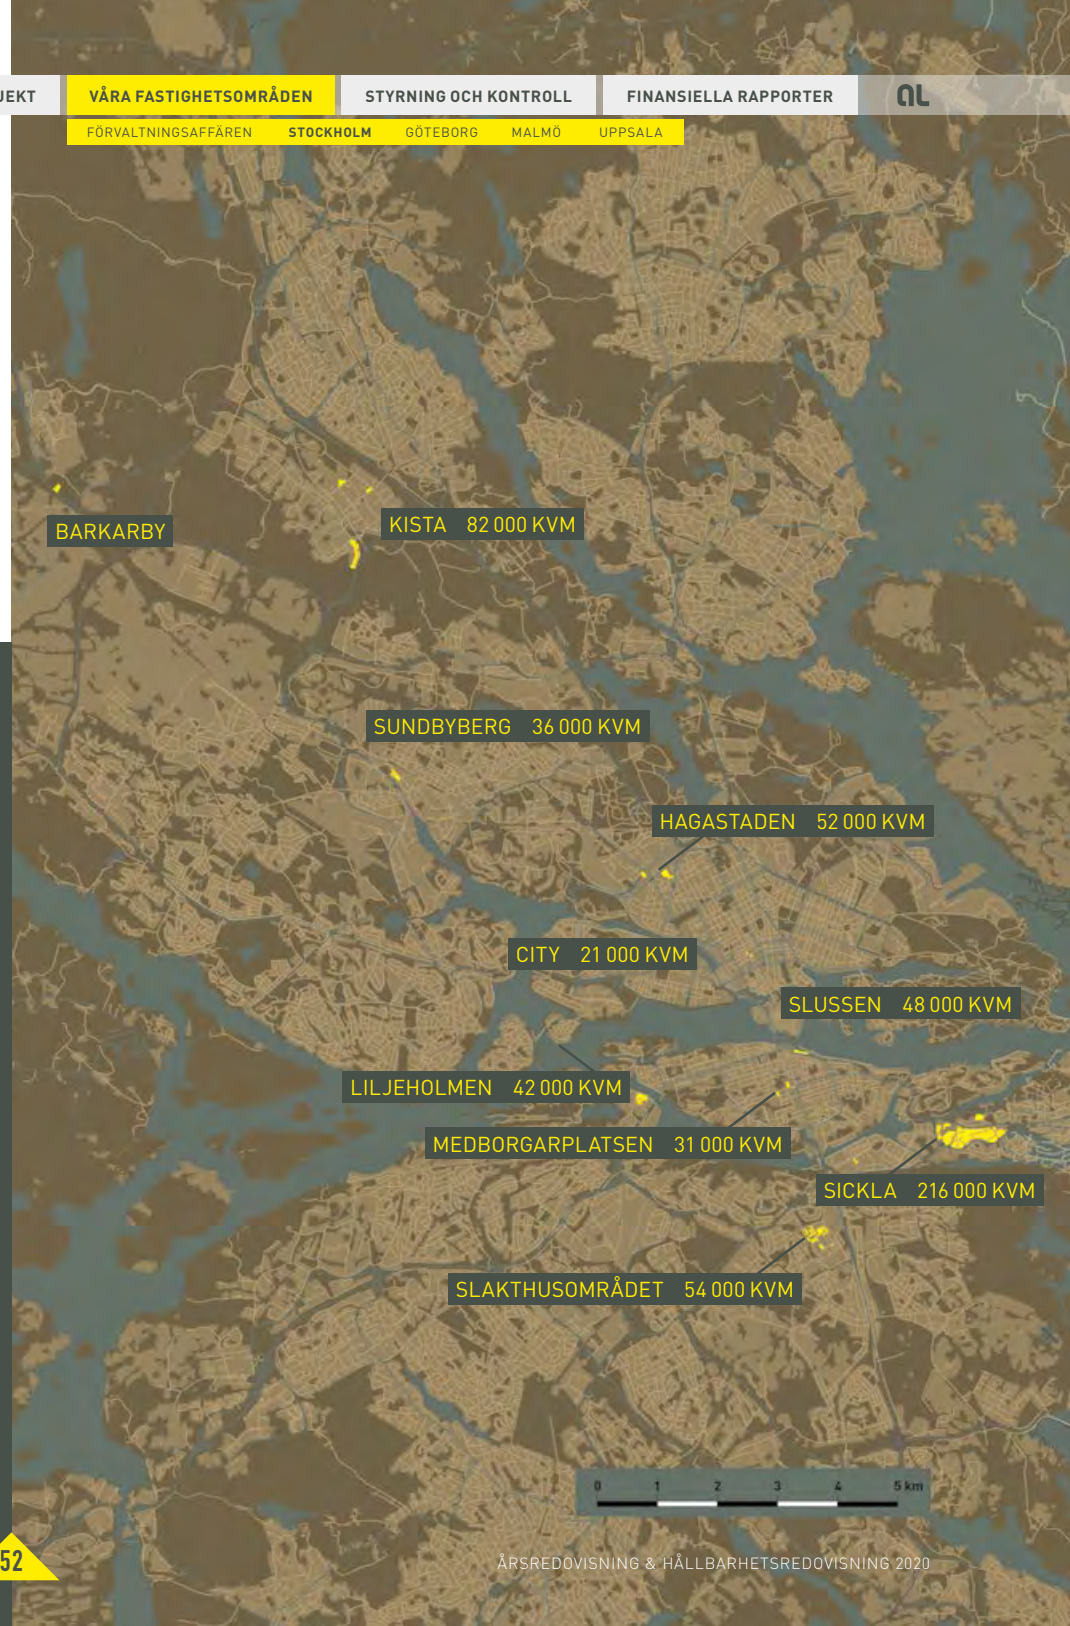 JEKT
VÅRA FASTIGHETSOMRÅDEN
STYRNING OCH KONTROLL
FINANSIELLA RAPPORTER
aL
FÖRVALTNINGSAFFÄREN STOCKHOLM GÖTEBORG MALMÖ UPPSALA
BARKARBY
KISTA 82 000 KVM
SUNDBYBERG 36 000 KVM
HAGASTADEN 52 000 KVM
CITY 21 000 KVM
SLUSSEN 48 000 KVM
LILJEHOLMEN 42 000 KVM
MEDBORGARPLATSEN 31 000 KVM
SICKLA 216 000 KVM
SLAKTHUSOMRÅDET 54 000 KVM
0 1 2 3 4 5 km
52
ÅRSREDOVISNING & HÅLLBARHETSREDOVISNING 2020